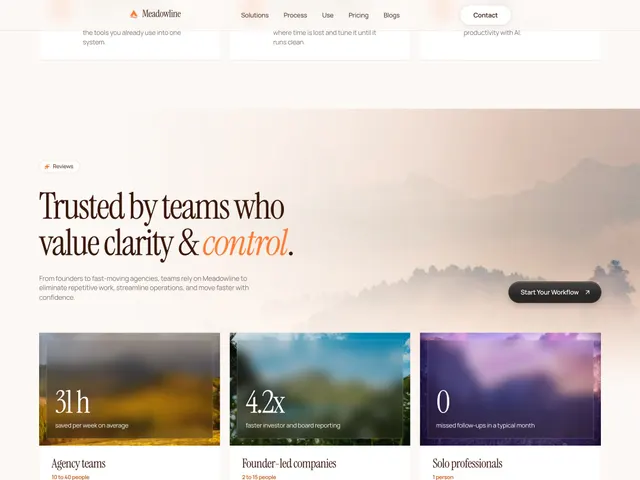 Meadowline
Solutions
Process
Use
Pricing
Blogs
Contact
the tools you already use into one
system.
where time is lost and tune it until it
runs clean
productivity with AI.
Reviews
Trusted by teams who
value clarity & control.
From founders to fast-moving agencies, teams rely on Meadowline to
eliminate repetitive work, streamline operations, and move faster with
confidence.
Start Your Workflow
31 h
saved per week on average
4.2x
faster investor and board reporting
0
missed follow-ups in a typical month
Agency teams
10 to 40 people
Founder-led companies
2 to 15 people
Solo professionals
1 person